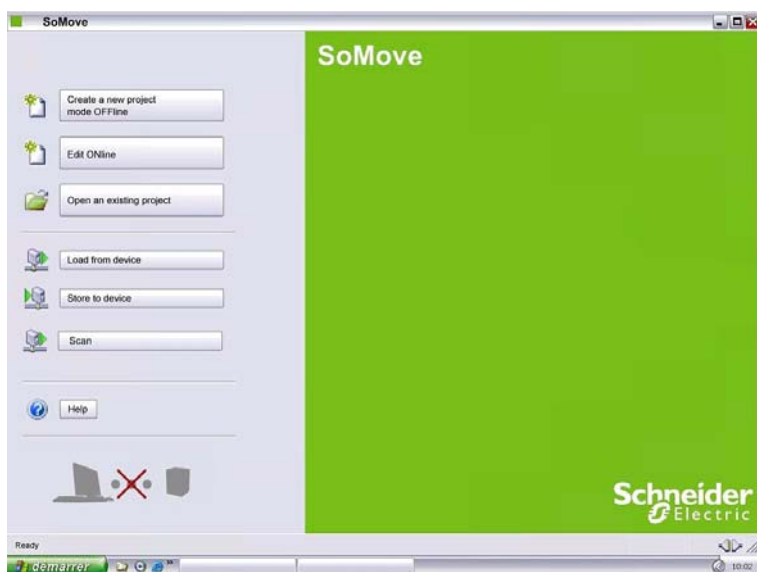 SoMove
SoMove
Create a new project
mode OFFline
Edit ONline
Open an existing project
Load from device
Store to device
Scan
Help
Schneider
Electric
Ready
demarrer
10:02